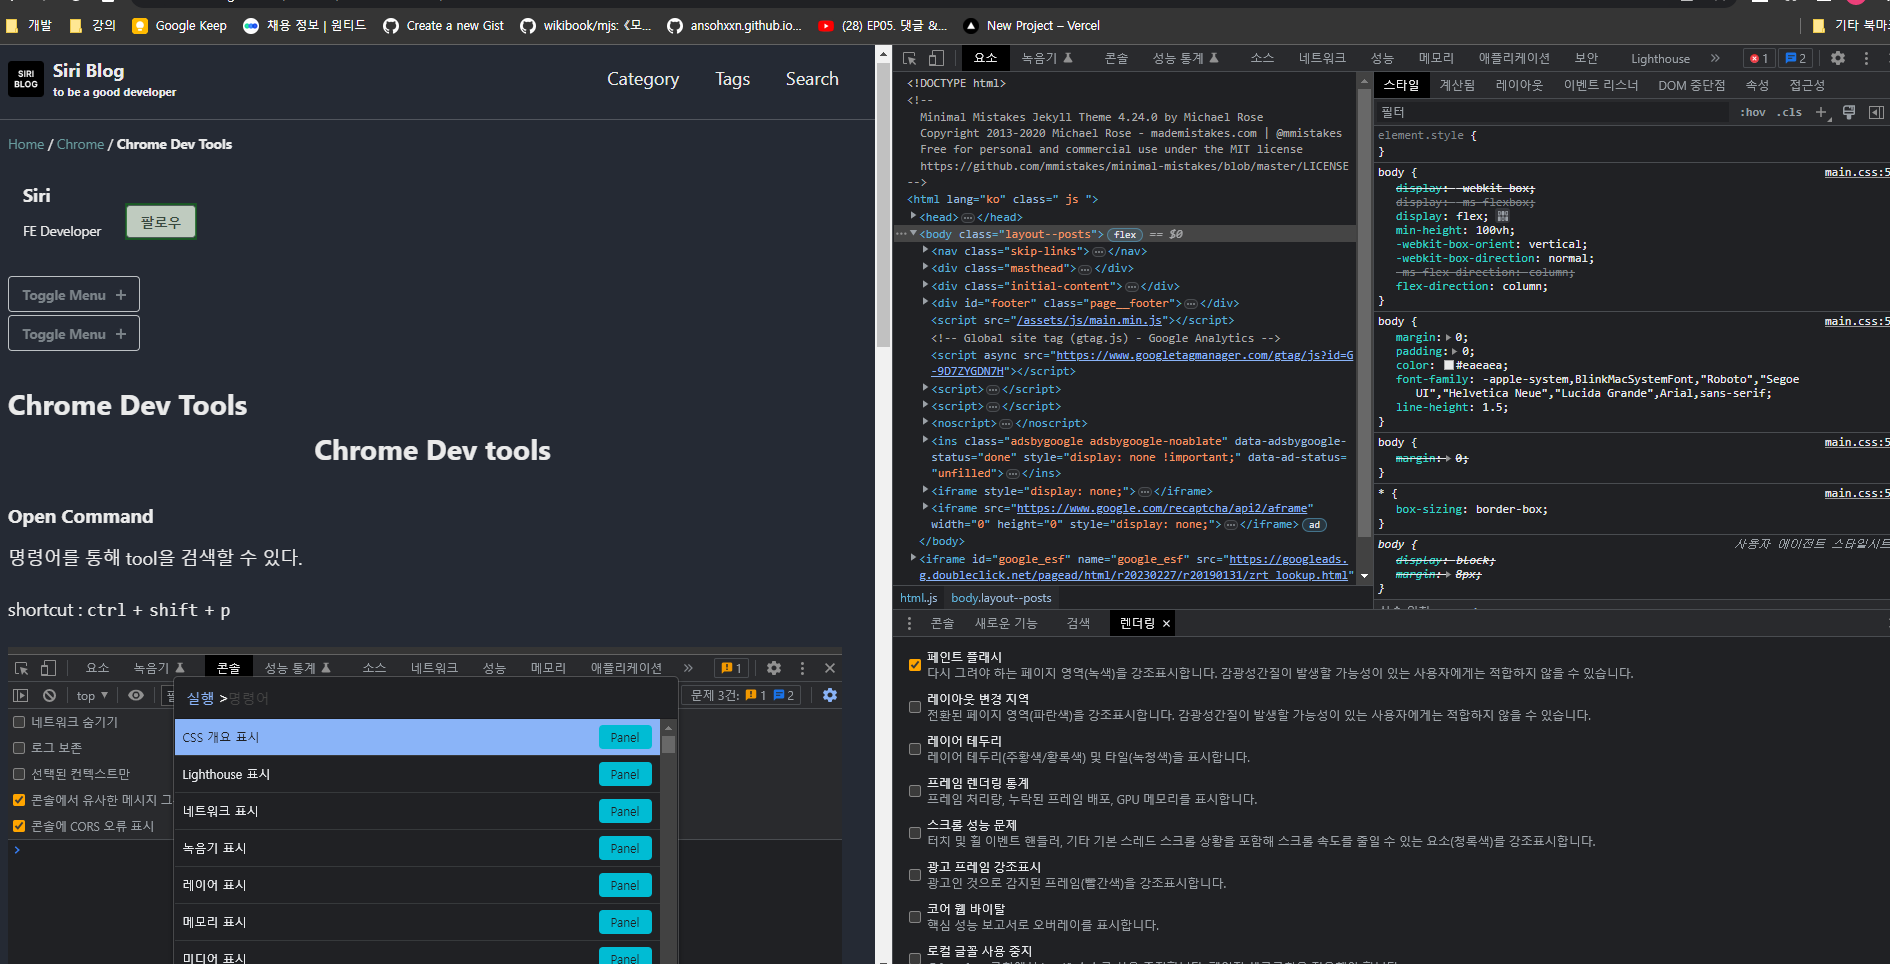 개발 강의 Google Keep 채용 정보 | 원티드 Create a new Gist wikibook/mjs: 《모... ansohxxn.github.io... (28) EP05. 댓글 &... New Project – Vercel 기타 북마크
SIRI BLOG
Siri Blog
to be a good developer
Category Tags Search
Home / Chrome / Chrome Dev Tools
Siri
FE Developer
팔로우
Toggle Menu
Toggle Menu
Chrome Dev Tools
Chrome Dev tools
Open Command
명령어를 통해 tool을 검색할 수 있다.
shortcut : ctrl + shift + p
요소 녹음기 콘솔 성능 통계 소스 네트워크 성능 메모리 애플리케이션 » 1
top 필 문제 3건: 1 2
네트워크 숨기기
로그 보존
선택된 컨텍스트만
콘솔에서 유사한 메시지 그
콘솔에 CORS 오류 표시
실행 >명령어
CSS 개요 표시 Panel
Lighthouse 표시 Panel
네트워크 표시 Panel
녹음기 표시 Panel
레이어 표시 Panel
메모리 표시 Panel
미디어 표시 Panel
요소 녹음기 콘솔 성능 통계 소스 네트워크 성능 메모리 애플리케이션 보안 Lighthouse » 1 2
<!DOCTYPE html>
<!--
Minimal Mistakes Jekyll Theme 4.24.0 by Michael Rose
Copyright 2013-2020 Michael Rose - mademistakes.com | @mmistakes
Free for personal and commercial use under the MIT license
https://github.com/mmistakes/minimal-mistakes/blob/master/LICENSE
-->
<html lang="ko" class=" js ">
<head>…</head>
<body class="layout--posts"> flex == $0
<nav class="skip-links">…</nav>
<div class="masthead">…</div>
<div class="initial-content">…</div>
<div id="footer" class="page__footer">…</div>
<script src="/assets/js/main.min.js"></script>
<!-- Global site tag (gtag.js) - Google Analytics -->
<script async src="https://www.googletagmanager.com/gtag/js?id=G
-9D7ZYGDN7H"></script>
<script>…</script>
<script>…</script>
<noscript>…</noscript>
<ins class="adsbygoogle adsbygoogle-noablate" data-adsbygoogle-
status="done" style="display: none !important;" data-ad-status=
"unfilled">…</ins>
<iframe style="display: none;">…</iframe>
<iframe src="https://www.google.com/recaptcha/api2/aframe"
width="0" height="0" style="display: none;">…</iframe> ad
</body>
<iframe id="google_esf" name="google_esf" src="https://googleads.
g.doubleclick.net/pagead/html/r20230227/r20190131/zrt_lookup.html"
html.js body.layout--posts
스타일 계산됨 레이아웃 이벤트 리스너 DOM 중단점 속성 접근성
필터 :hov .cls
element.style {
}
body { main.css:5
display: -webkit-box;
display: -ms-flexbox;
display: flex;
min-height: 100vh;
-webkit-box-orient: vertical;
-webkit-box-direction: normal;
-ms-flex-direction: column;
flex-direction: column;
}
body { main.css:5
margin: 0;
padding: 0;
color: #eaeaea;
font-family: -apple-system,BlinkMacSystemFont,"Roboto","Segoe
UI","Helvetica Neue","Lucida Grande",Arial,sans-serif;
line-height: 1.5;
}
body { main.css:5
margin: 0;
}
* { main.css:5
box-sizing: border-box;
}
body { 사용자 에이전트 스타일시트
display: block;
margin: 8px;
}
콘솔 새로운 기능 검색 렌더링
페인트 플래시
다시 그려야 하는 페이지 영역(녹색)을 강조표시합니다. 감광성간질이 발생할 가능성이 있는 사용자에게는 적합하지 않을 수 있습니다.
레이아웃 변경 지역
전환된 페이지 영역(파란색)을 강조표시합니다. 감광성간질이 발생할 가능성이 있는 사용자에게는 적합하지 않을 수 있습니다.
레이어 테두리
레이어 테두리(주황색/황록색) 및 타일(녹청색)을 표시합니다.
프레임 렌더링 통계
프레임 처리량, 누락된 프레임 배포, GPU 메모리를 표시합니다.
스크롤 성능 문제
터치 및 휠 이벤트 핸들러, 기타 기본 스레드 스크롤 상황을 포함해 스크롤 속도를 줄일 수 있는 요소(청록색)를 강조표시합니다.
광고 프레임 강조표시
광고인 것으로 감지된 프레임(빨간색)을 강조표시합니다.
코어 웹 바이탈
핵심 성능 보고서로 오버레이를 표시합니다.
로컬 글꼴 사용 중지